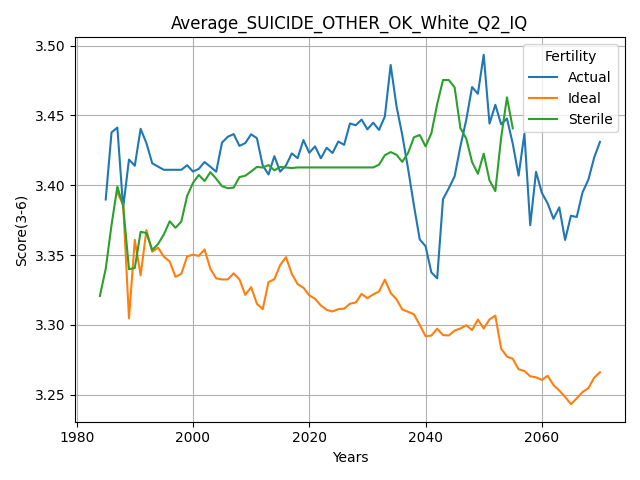 Average_SUICIDE_OTHER_OK_White_Q2_IQ
Fertility
Actual
Ideal
Sterile
Score(3-6)
3.50
3.45
3.40
3.35
3.30
3.25
1980
2000
2020
2040
2060
Years